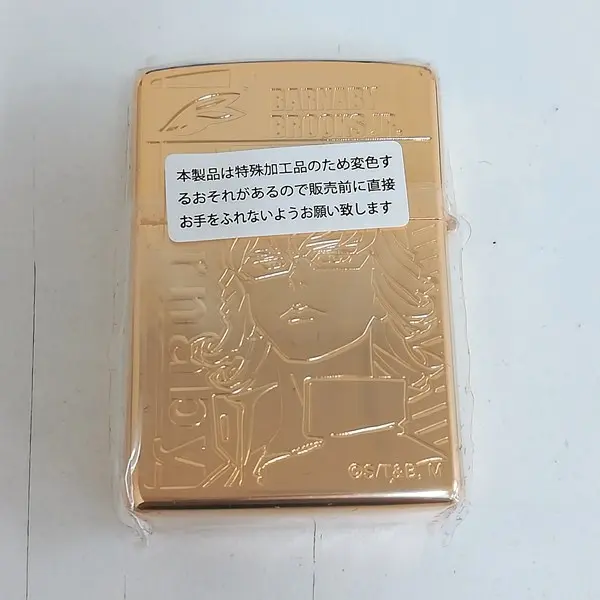 BARNABY
BROOKS JR.
本製品は特殊加工品のため変色す
るおそれがあるので販売前に直接
お手をふれないようお願い致します
©S/T&B, M